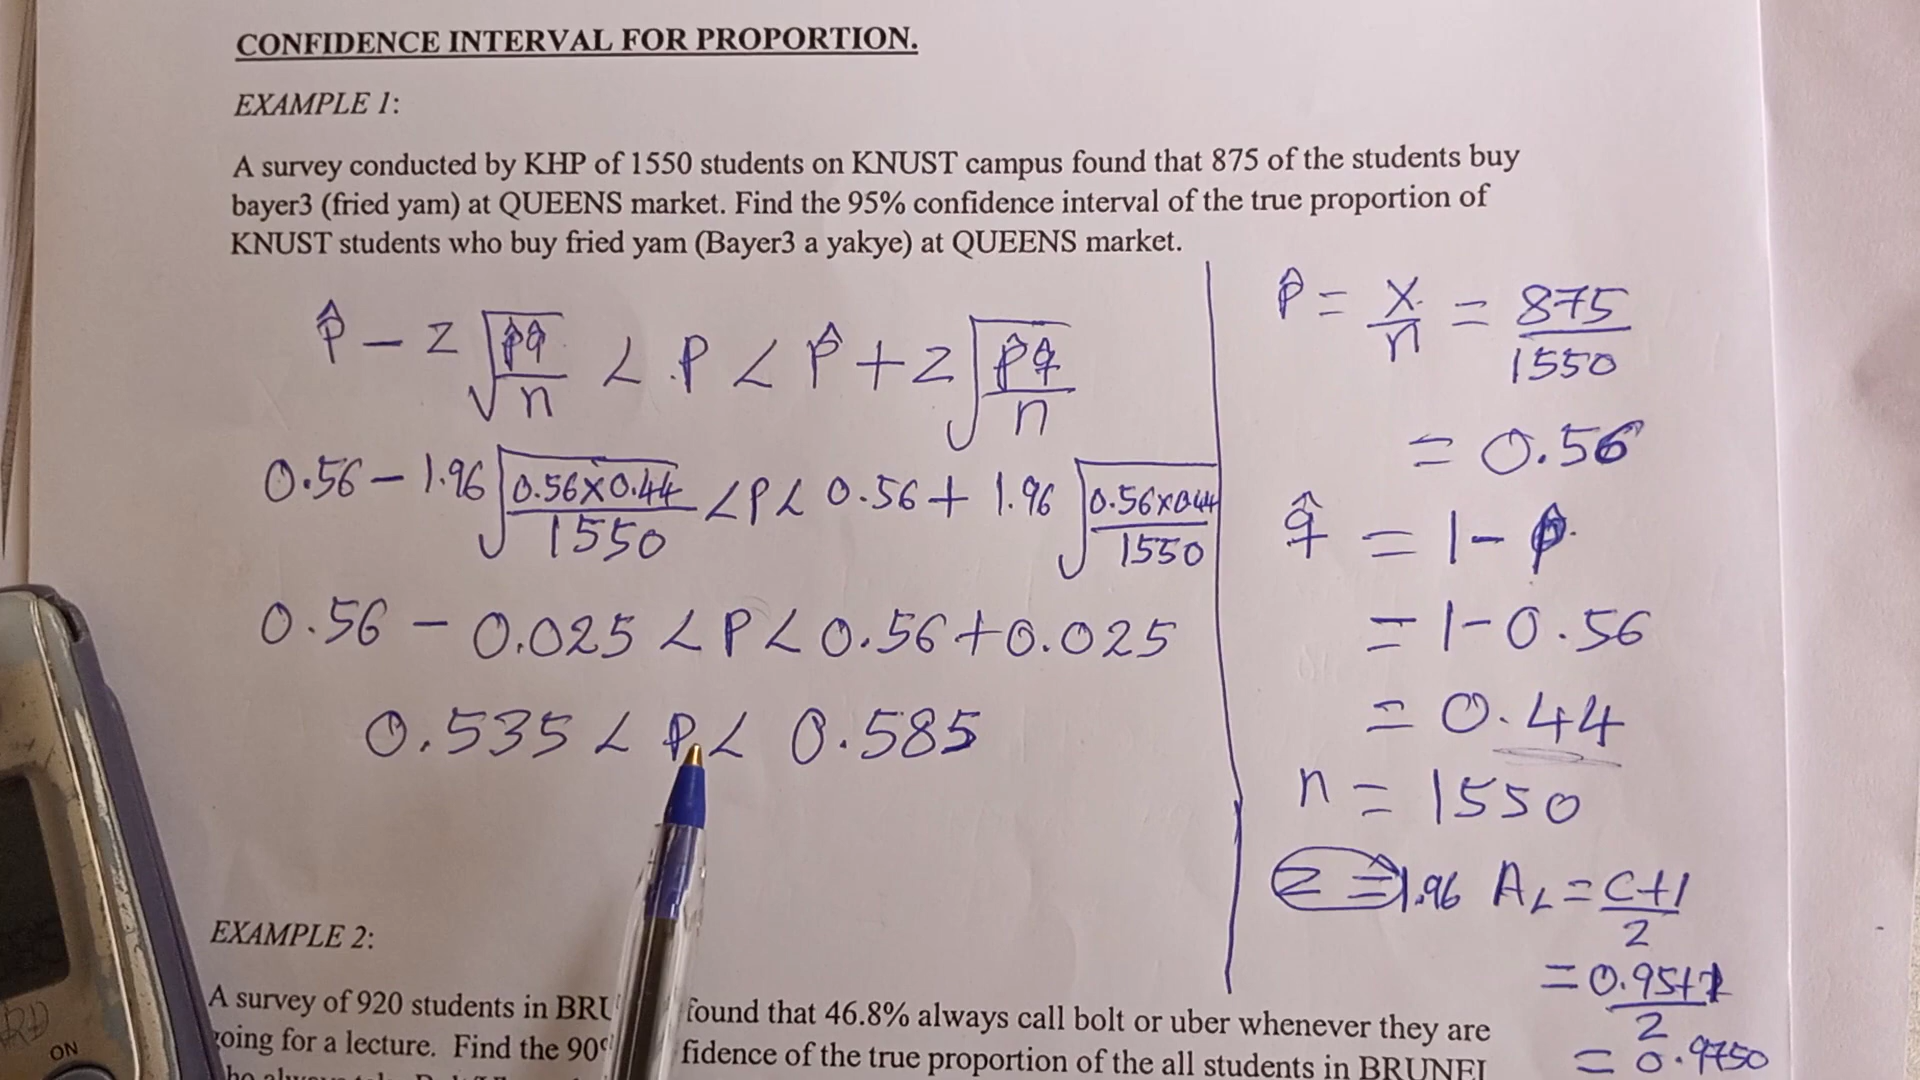 CONFIDENCE INTERVAL FOR PROPORTION.
EXAMPLE 1:
A survey conducted by KHP of 1550 students on KNUST campus found that 875 of the students buy
bayer3 (fried yam) at QUEENS market. Find the 95% confidence interval of the true proportion of
KNUST students who buy fried yam (Bayer3 a yakye) at QUEENS market.
p̂ - z √(p̂q̂/n) < p < p̂ + z √(p̂q̂/n)
0.56 - 1.96 √(0.56×0.44/1550) < p < 0.56 + 1.96 √(0.56×0.44/1550)
0.56 - 0.025 < p < 0.56 + 0.025
0.535 < p < 0.585
p̂ = x/n = 875/1550
= 0.56
q̂ = 1 - p̂
= 1 - 0.56
= 0.44
n = 1550
z = 1.96 AL = C+1/2
= 0.95+1/2
= 0.9750
EXAMPLE 2:
A survey of 920 students in found that 46.8% always call bolt or uber whenever they are
going for a lecture. Find the of the true proportion of the all students in BRUNEI
ON